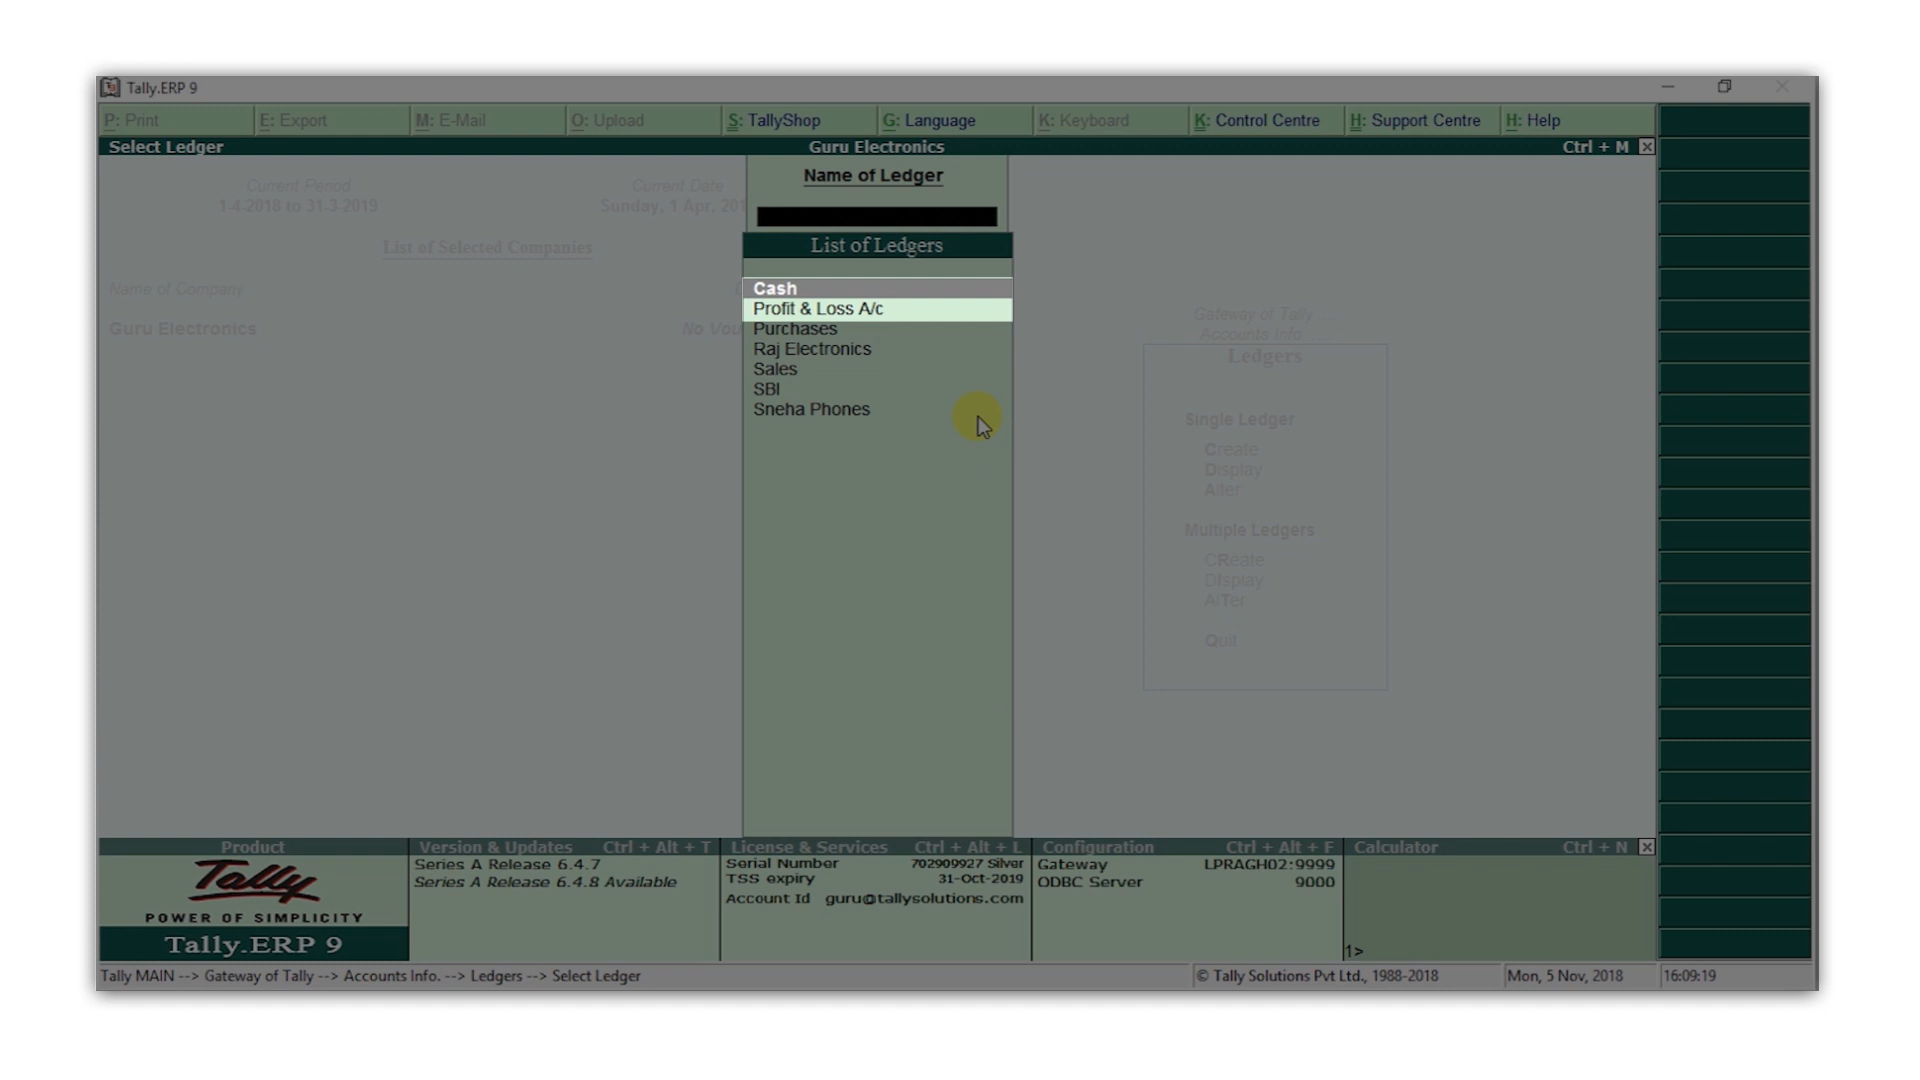 Tally.ERP 9
P: Print
E: Export
M: E-Mail
O: Upload
S: TallyShop
G: Language
K: Keyboard
K: Control Centre
H: Support Centre
H: Help
Select Ledger
Guru Electronics
Ctrl + M
Name of Ledger
Current Period
1-4-2018 to 31-3-2019
Current Date
Sunday, 1 Apr, 201
List of Selected Companies
Name of Company
Guru Electronics
No Vou
List of Ledgers
Cash
Profit & Loss A/c
Purchases
Raj Electronics
Sales
SBI
Sneha Phones
Gateway of Tally ...
Accounts Info. ...
Ledgers
Single Ledger
Create
Display
Alter
Multiple Ledgers
CReate
DIsplay
AlTer
Quit
Product
Tally
POWER OF SIMPLICITY
Tally.ERP 9
Version & Updates Ctrl + Alt + T
Series A Release 6.4.7
Series A Release 6.4.8 Available
License & Services Ctrl + Alt + L
Serial Number 702909927 Silver
TSS expiry 31-Oct-2019
Account Id guru@tallysolutions.com
Configuration Ctrl + Alt + F
Gateway LPRAGH02:9999
ODBC Server 9000
Calculator Ctrl + N
1>
Tally MAIN --> Gateway of Tally --> Accounts Info. --> Ledgers --> Select Ledger
© Tally Solutions Pvt Ltd., 1988-2018
Mon, 5 Nov, 2018
16:09:19